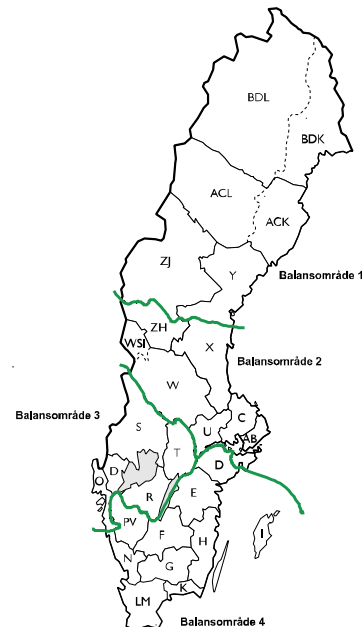 BDL
BDK
ACL
ACK
ZJ
Y
Balansområde 1
ZH
WSI
X
Balansområde 2
W
Balansområde 3
S
C
U
AB
T
D
D
O
R
E
PV
F
H
I
N
G
K
LM
Balansområde 4